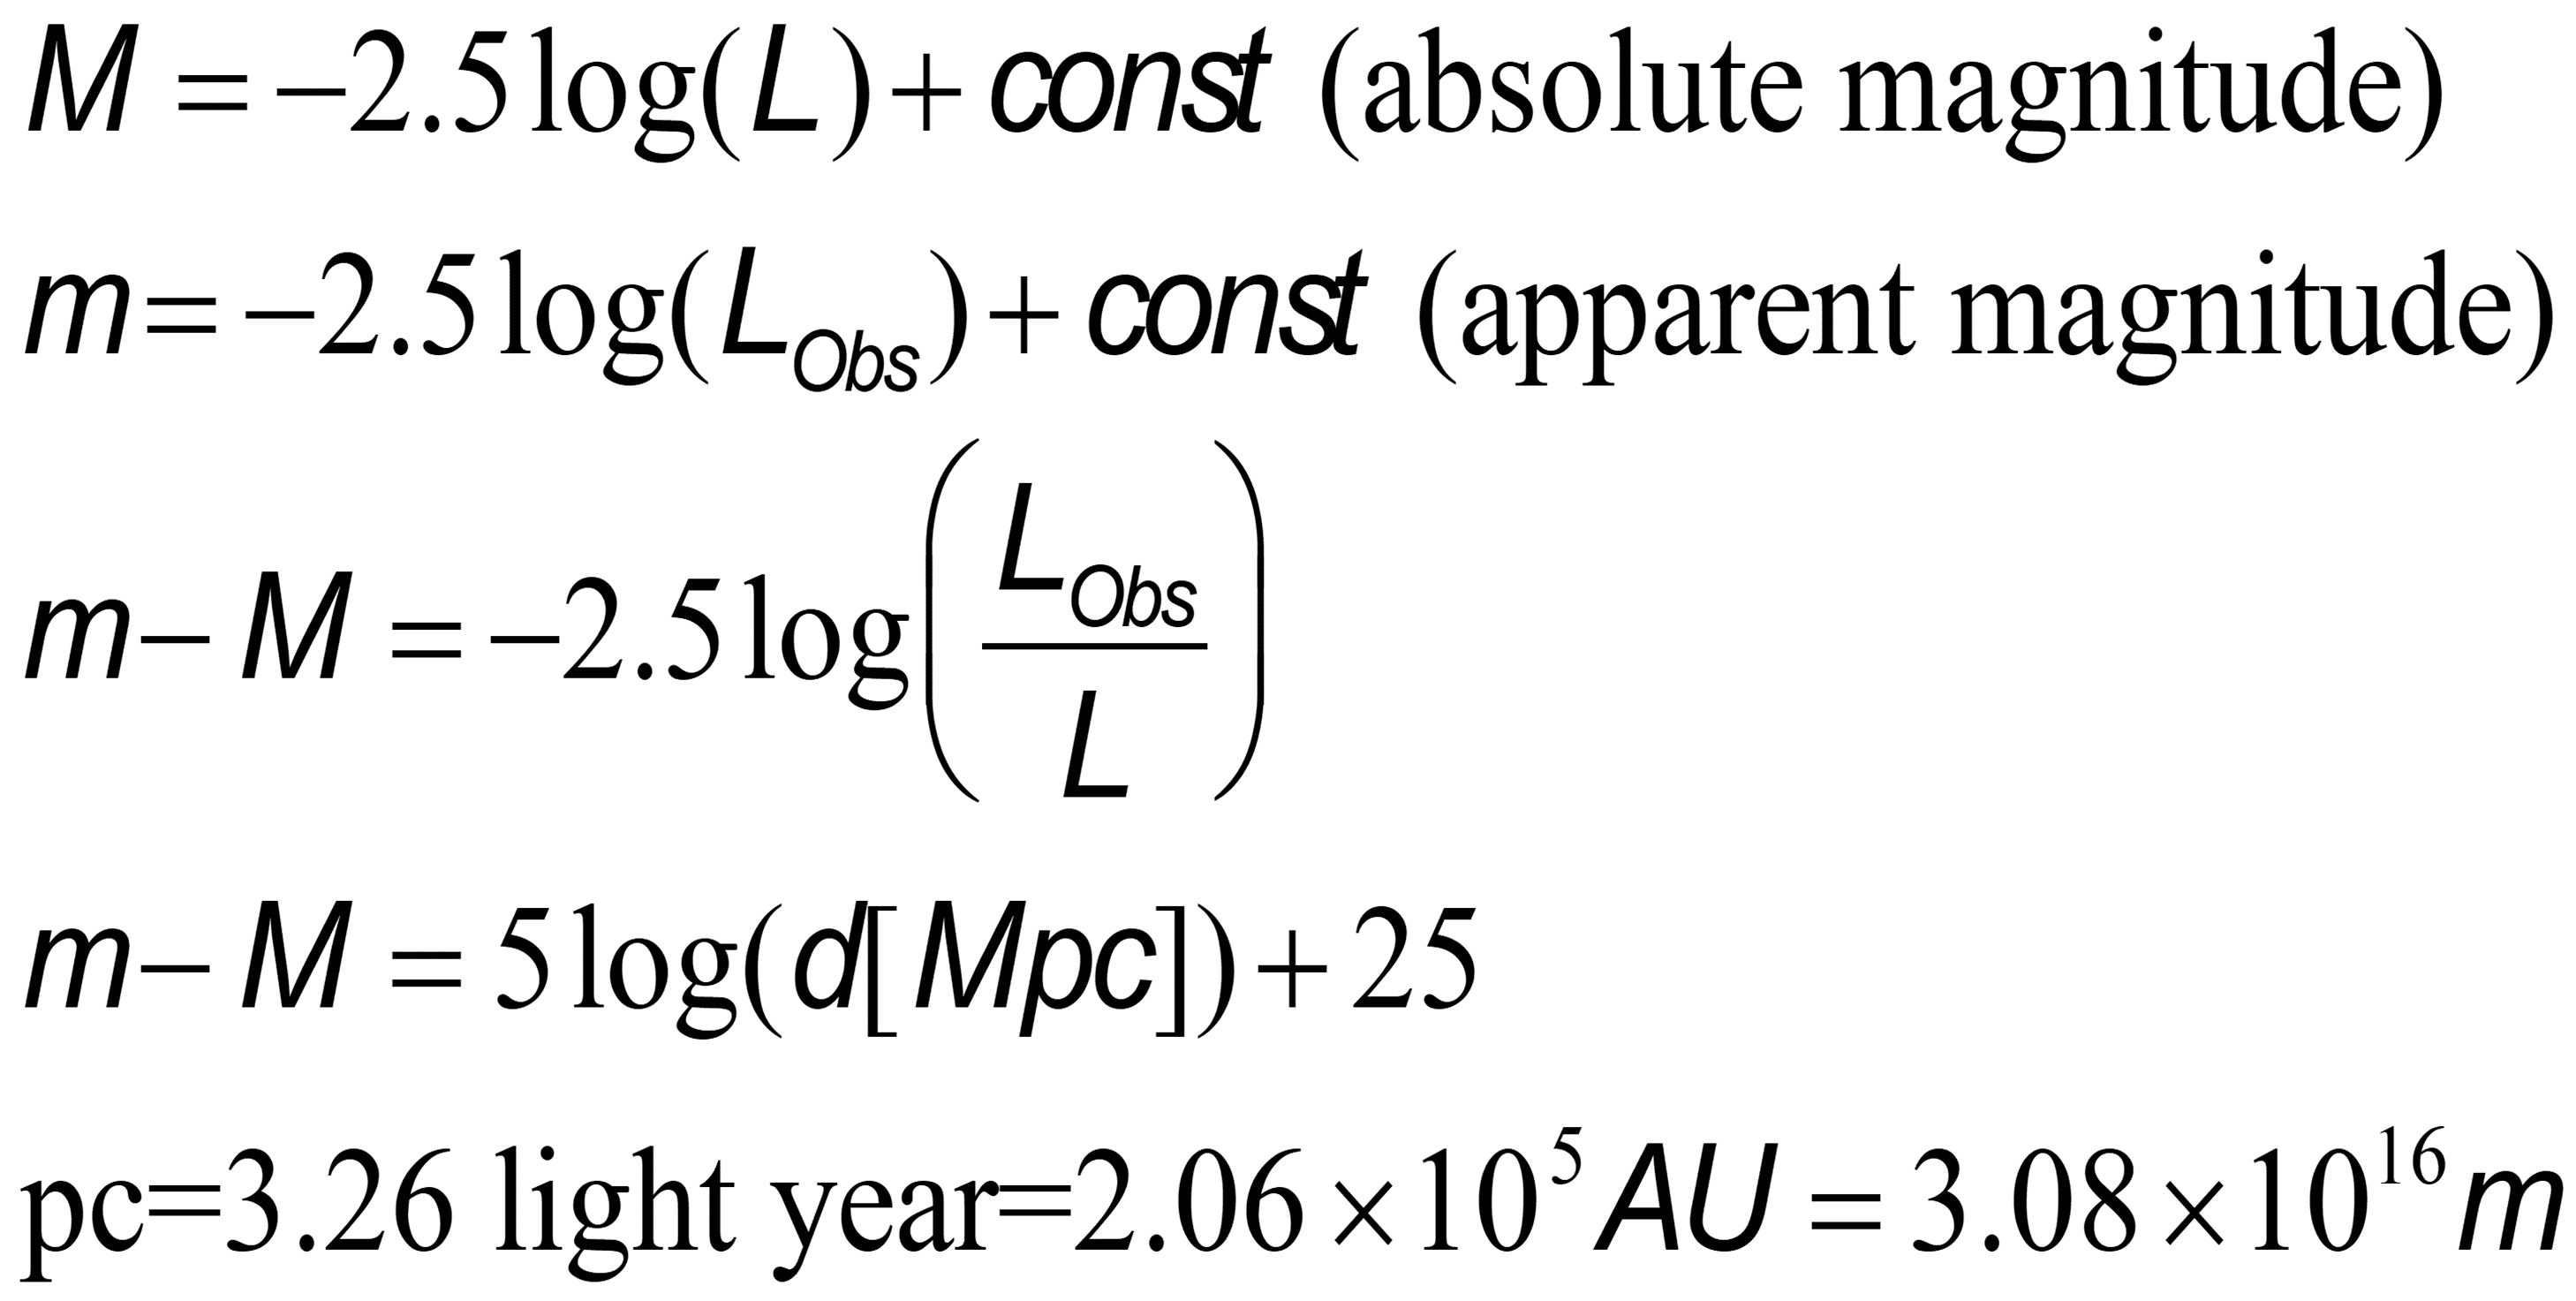 M = −2.5 log(L) + const (absolute magnitude)
m = −2.5 log(L_Obs) + const (apparent magnitude)
m − M = −2.5 log(L_Obs / L)
m − M = 5 log(d[Mpc]) + 25
pc=3.26 light year=2.06×10^5 AU = 3.08×10^16 m